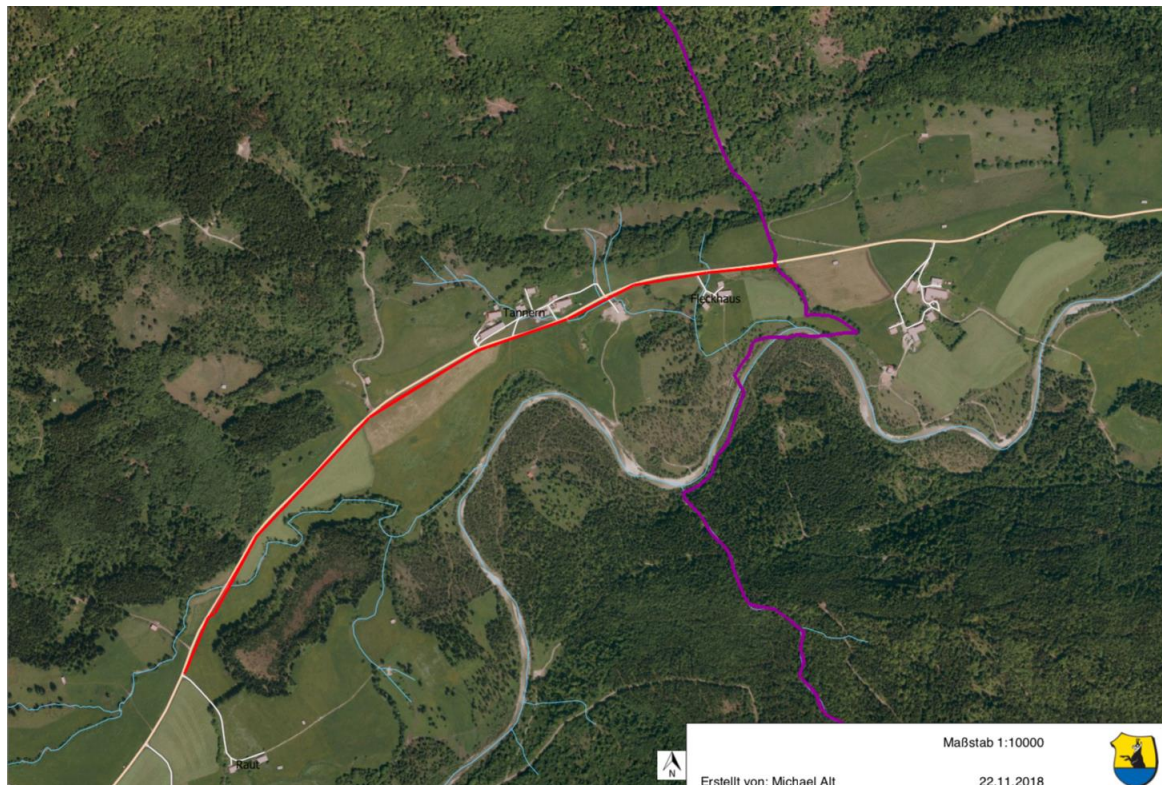 Fleckhaus
Tannern
Raut
N
Maßstab 1:10000
Erstellt von: Michael Alt
22.11.2018